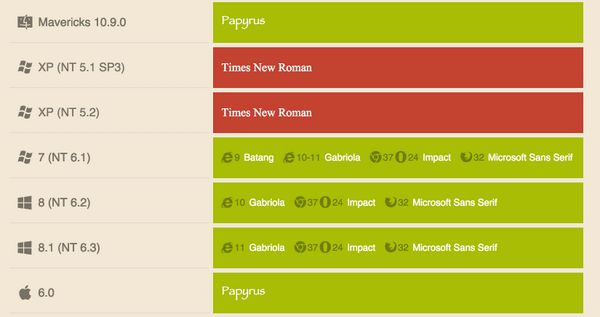 Mavericks 10.9.0 Papyrus
XP (NT 5.1 SP3) Times New Roman
XP (NT 5.2) Times New Roman
7 (NT 6.1) 9 Batang 10-11 Gabriola 37 24 Impact 32 Microsoft Sans Serif
8 (NT 6.2) 10 Gabriola 37 24 Impact 32 Microsoft Sans Serif
8.1 (NT 6.3) 11 Gabriola 37 24 Impact 32 Microsoft Sans Serif
6.0 Papyrus